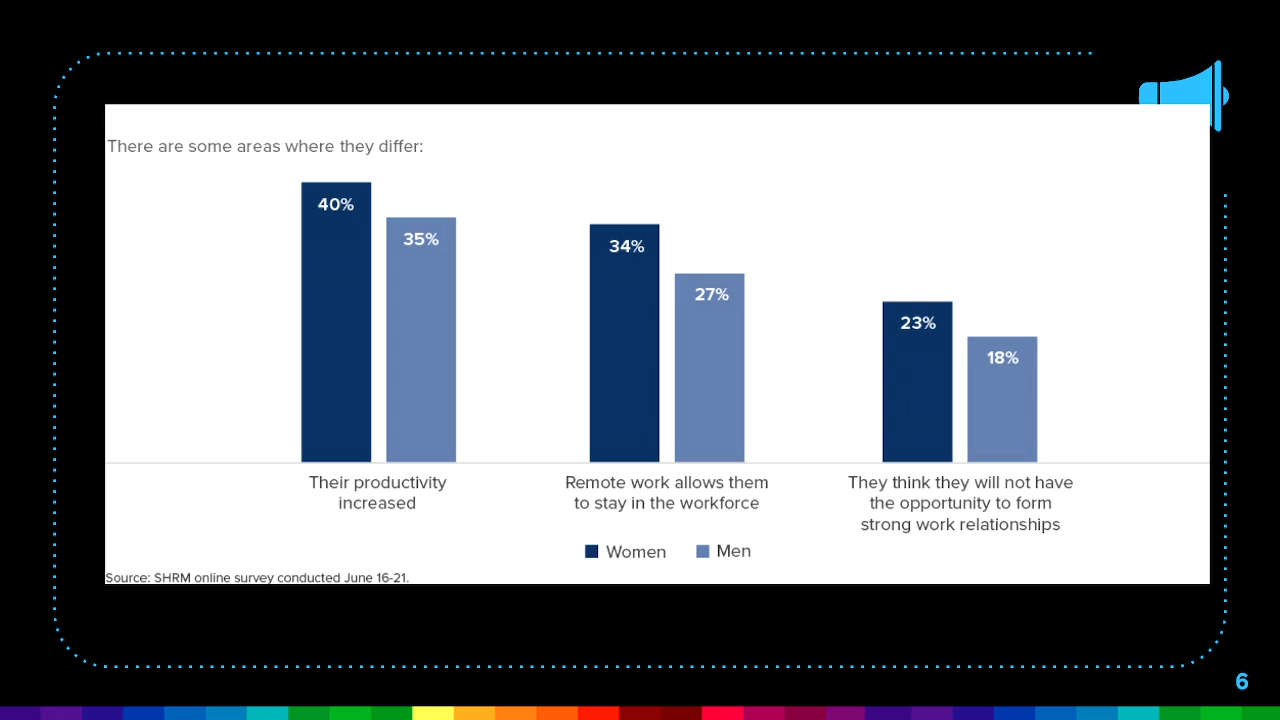 There are some areas where they differ:
40%
35%
34%
27%
23%
18%
Their productivity
increased
Remote work allows them
to stay in the workforce
They think they will not have
the opportunity to form
strong work relationships
Women
Men
Source: SHRM online survey conducted June 16-21.
6